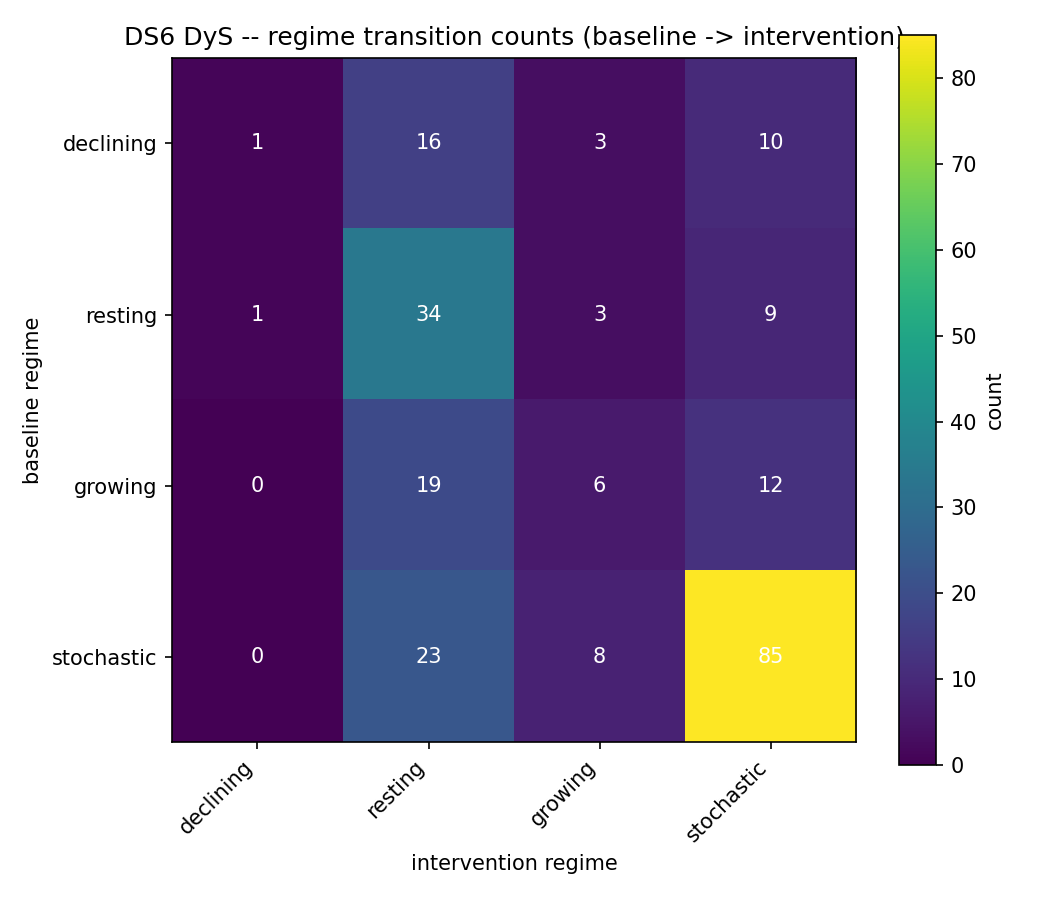 DS6 DyS -- regime transition counts (baseline -> intervention)
declining 1 16 3 10
resting 1 34 3 9
growing 0 19 6 12
stochastic 0 23 8 85
declining resting growing stochastic
intervention regime
baseline regime
80
70
60
50
40
30
20
10
0
count